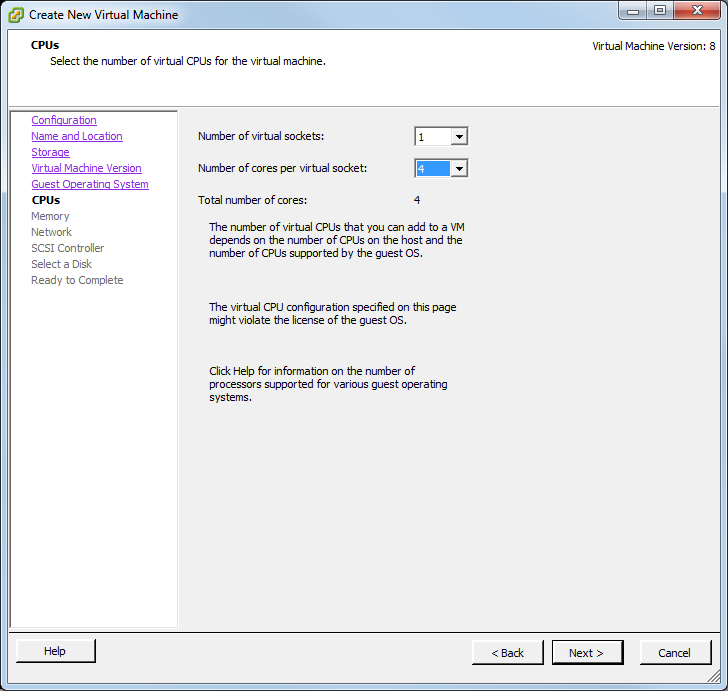 Create New Virtual Machine
CPUs
Select the number of virtual CPUs for the virtual machine.
Virtual Machine Version: 8
Configuration
Name and Location
Storage
Virtual Machine Version
Guest Operating System
CPUs
Memory
Network
SCSI Controller
Select a Disk
Ready to Complete
Number of virtual sockets: 1
Number of cores per virtual socket: 4
Total number of cores: 4
The number of virtual CPUs that you can add to a VM
depends on the number of CPUs on the host and the
number of CPUs supported by the guest OS.
The virtual CPU configuration specified on this page
might violate the license of the guest OS.
Click Help for information on the number of
processors supported for various guest operating
systems.
Help
< Back
Next >
Cancel